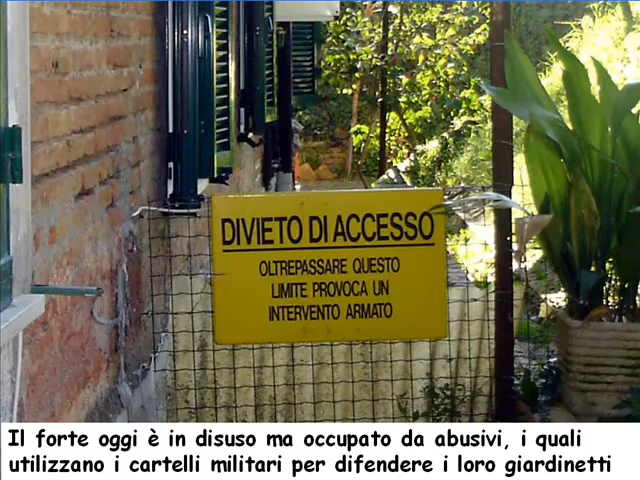 DIVIETO DI ACCESSO
OLTREPASSARE QUESTO
LIMITE PROVOCA UN
INTERVENTO ARMATO
Il forte oggi è in disuso ma occupato da abusivi, i quali
utilizzano i cartelli militari per difendere i loro giardinetti